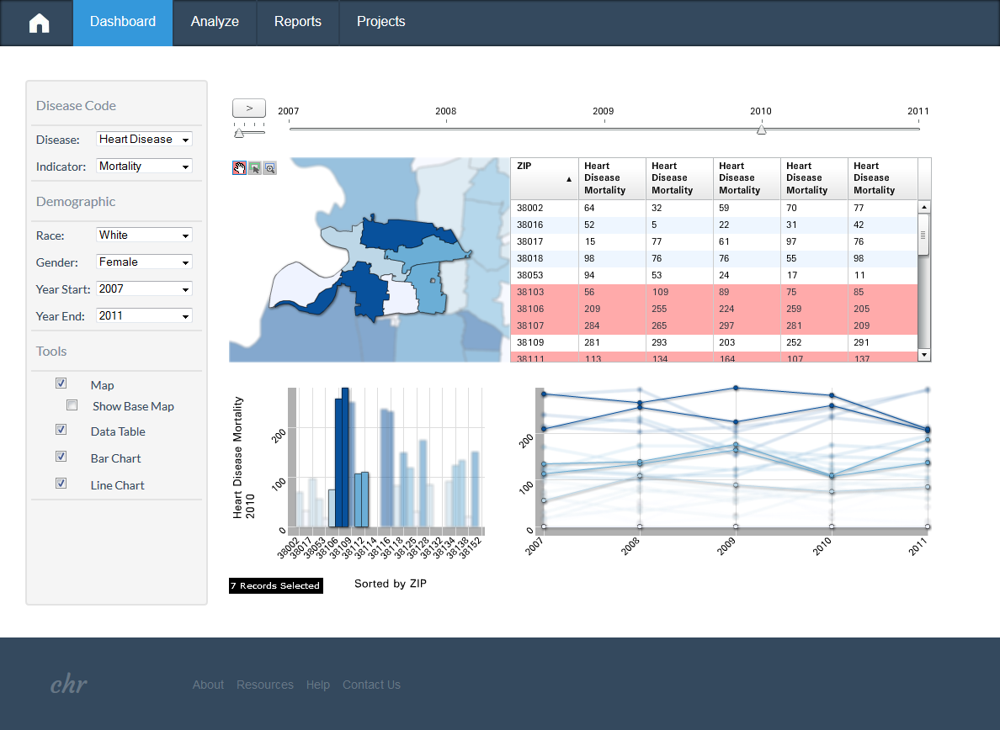 Dashboard Analyze Reports Projects
Disease Code
Disease: Heart Disease
Indicator: Mortality
Demographic
Race: White
Gender: Female
Year Start: 2007
Year End: 2011
Tools
Map
Show Base Map
Data Table
Bar Chart
Line Chart
> 2007 2008 2009 2010 2011
ZIP Heart Disease Mortality Heart Disease Mortality Heart Disease Mortality Heart Disease Mortality Heart Disease Mortality
38002 64 32 59 70 77
38016 52 5 22 31 42
38017 15 77 61 97 76
38018 98 76 76 55 98
38053 94 53 24 17 11
38103 56 109 89 75 85
38106 209 255 224 259 205
38107 284 265 297 281 209
38109 281 293 203 252 291
38111 113 134 164 107 137
Heart Disease Mortality
2010
200
100
0
38002 38017 38053 38106 38109 38112 38114 38116 38118 38125 38128 38132 38134 38138 38152
200
100
0
2007 2008 2009 2010 2011
7 Records Selected
Sorted by ZIP
chr
About Resources Help Contact Us